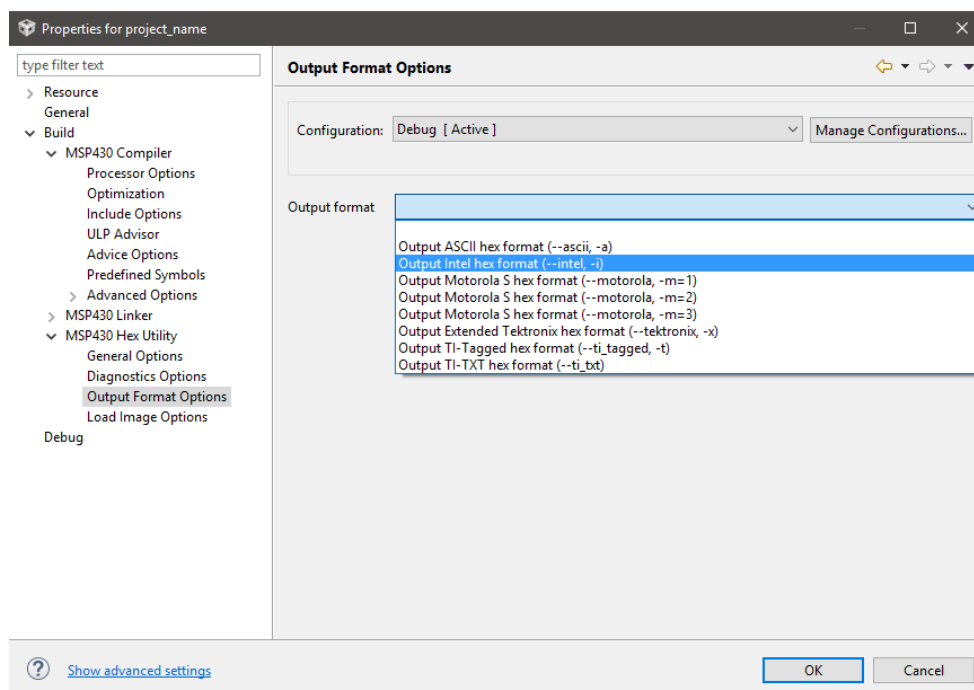 Properties for project_name
type filter text
Resource
General
Build
MSP430 Compiler
Processor Options
Optimization
Include Options
ULP Advisor
Advice Options
Predefined Symbols
Advanced Options
MSP430 Linker
MSP430 Hex Utility
General Options
Diagnostics Options
Output Format Options
Load Image Options
Debug
Output Format Options
Configuration: Debug [ Active ] Manage Configurations...
Output format
Output ASCII hex format (--ascii, -a)
Output Intel hex format (--intel, -i)
Output Motorola S hex format (--motorola, -m=1)
Output Motorola S hex format (--motorola, -m=2)
Output Motorola S hex format (--motorola, -m=3)
Output Extended Tektronix hex format (--tektronix, -x)
Output TI-Tagged hex format (--ti_tagged, -t)
Output TI-TXT hex format (--ti_txt)
? Show advanced settings OK Cancel